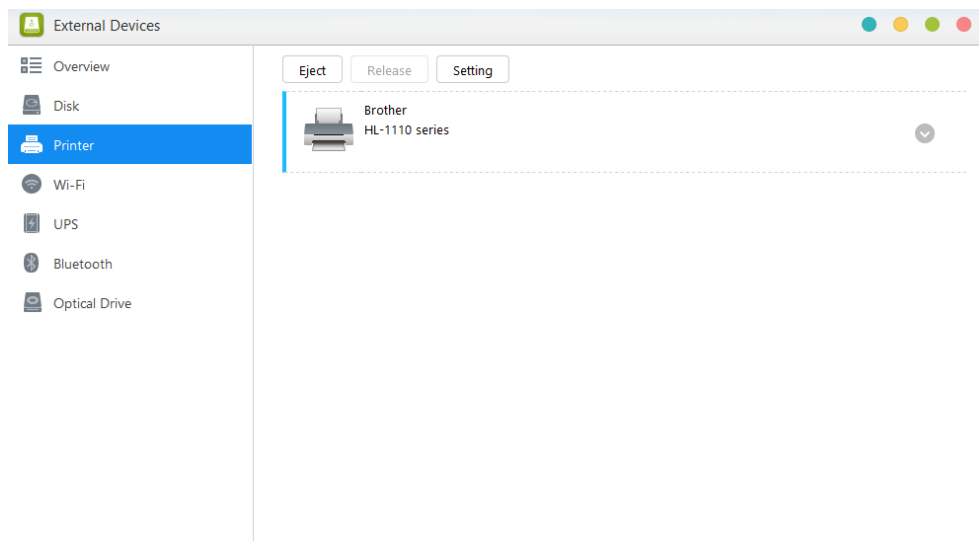 External Devices
Overview
Disk
Printer
Wi-Fi
UPS
Bluetooth
Optical Drive
Eject Release Setting
Brother
HL-1110 series